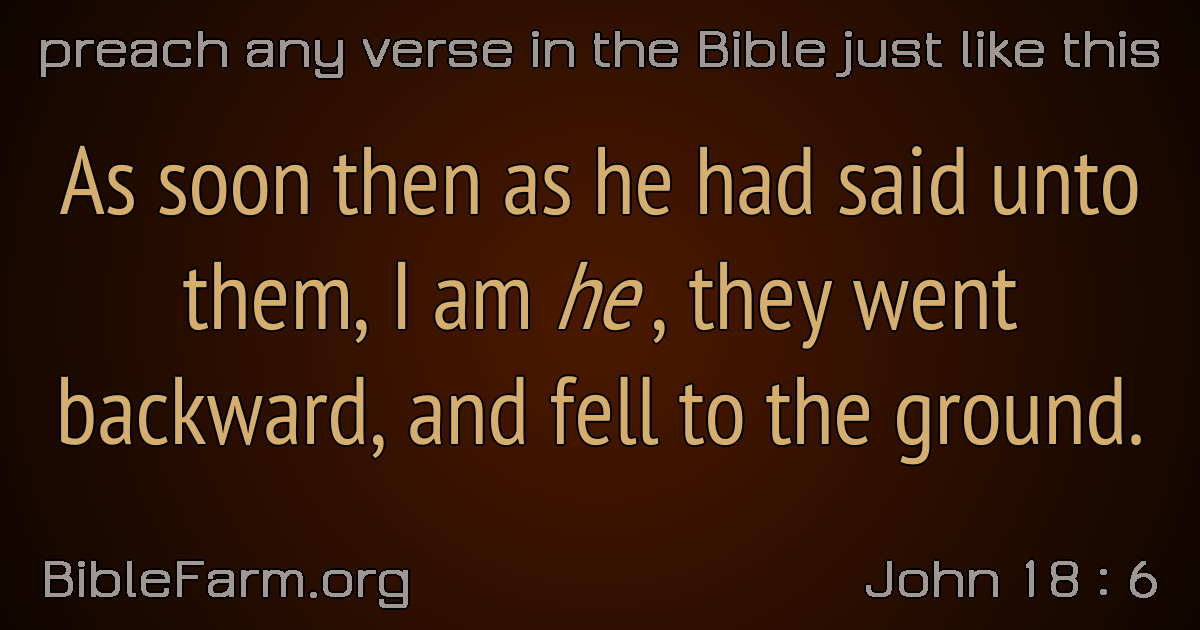 preach any verse in the Bible just like this
As soon then as he had said unto
them, I am he, they went
backward, and fell to the ground.
BibleFarm.org
John 18 : 6